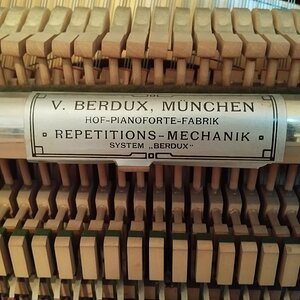 V. BERDUX, MÜNCHEN
HOF-PIANOFORTE-FABRIK
REPETITIONS-MECHANIK
SYSTEM „BERDUX"